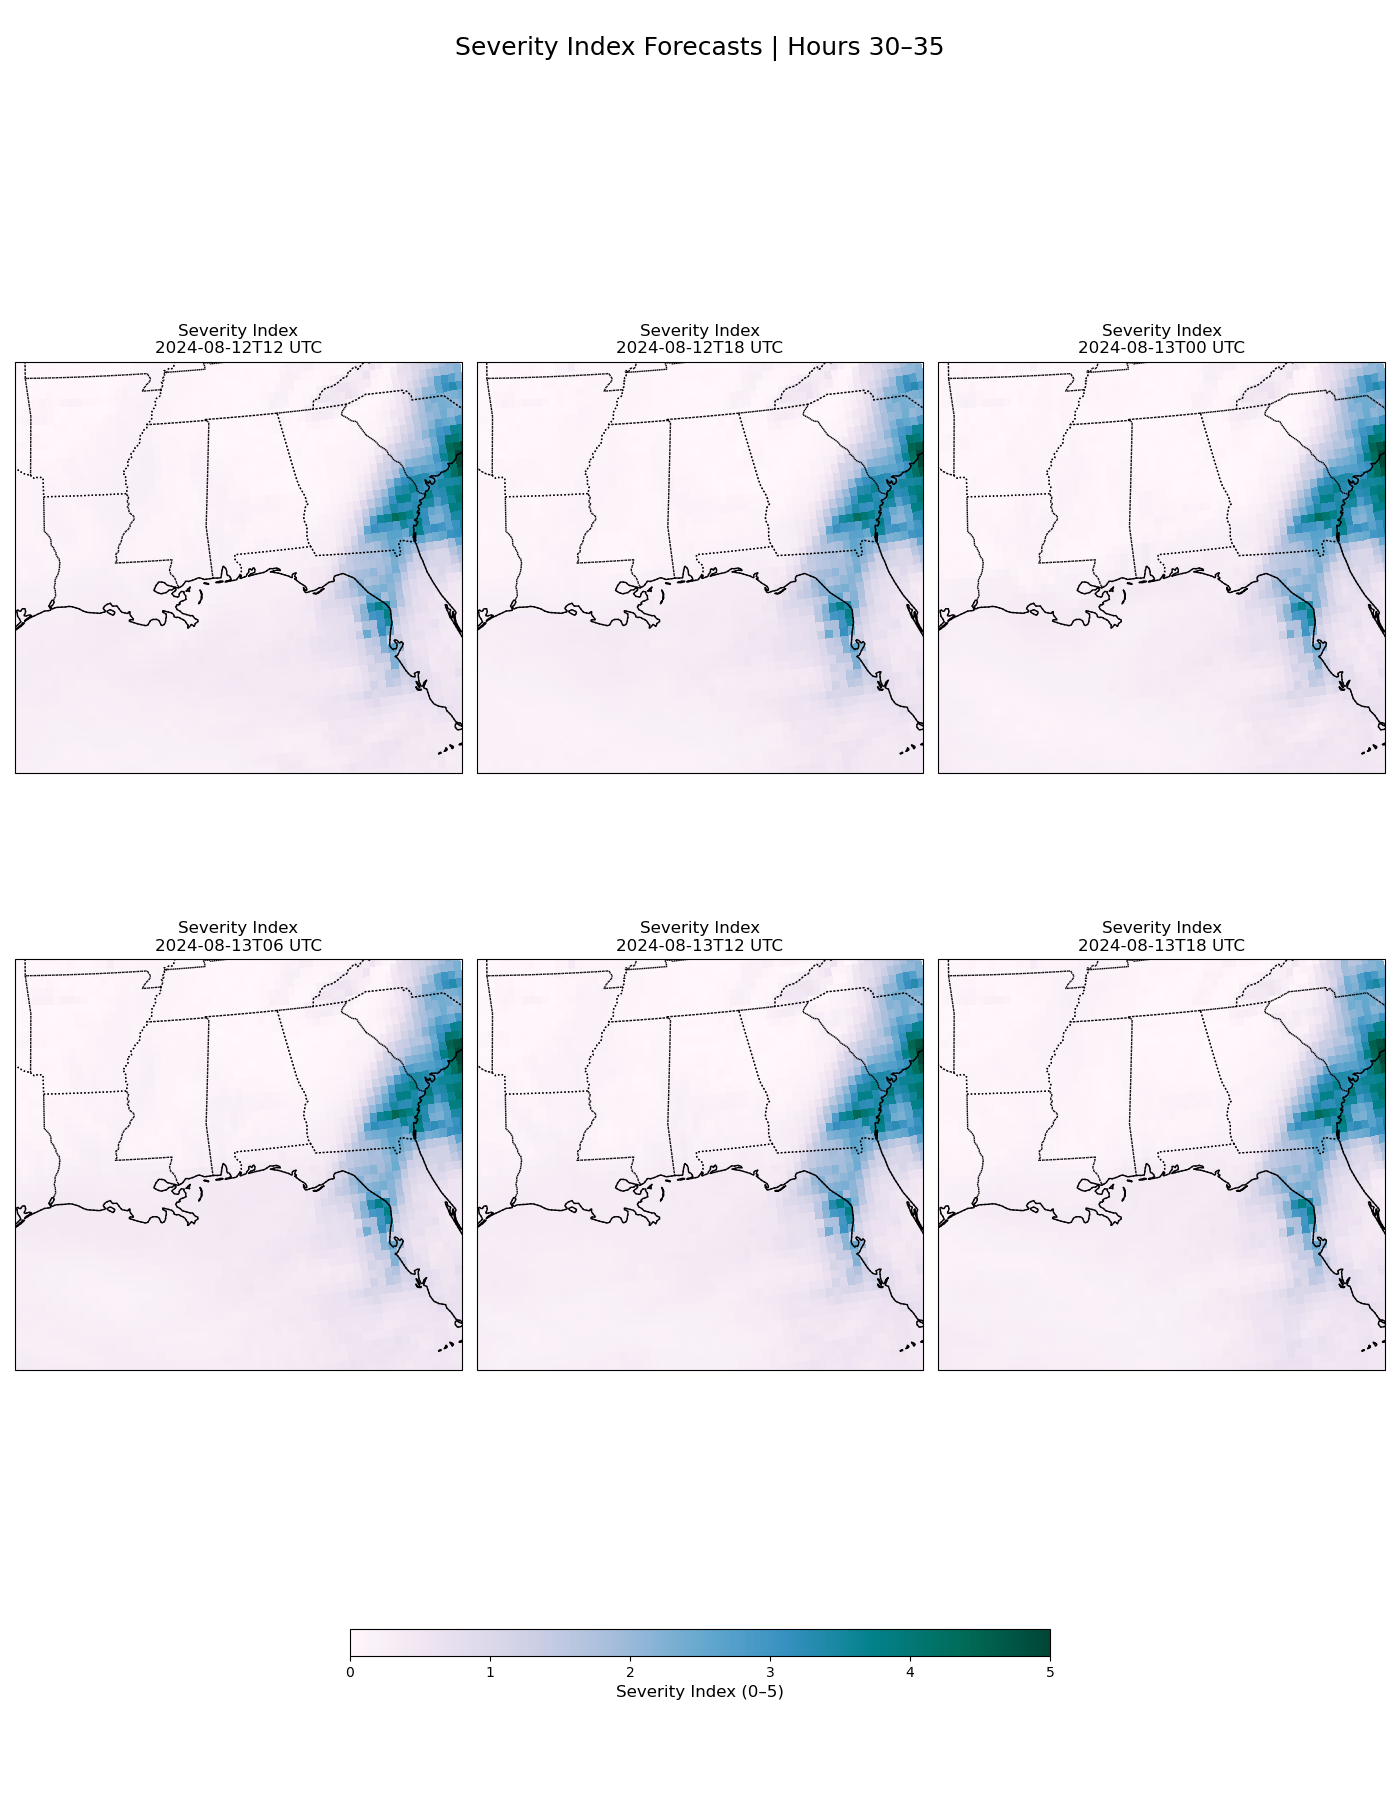 Severity Index Forecasts | Hours 30–35
Severity Index
2024-08-12T12 UTC
Severity Index
2024-08-12T18 UTC
Severity Index
2024-08-13T00 UTC
Severity Index
2024-08-13T06 UTC
Severity Index
2024-08-13T12 UTC
Severity Index
2024-08-13T18 UTC
0 1 2 3 4 5
Severity Index (0–5)